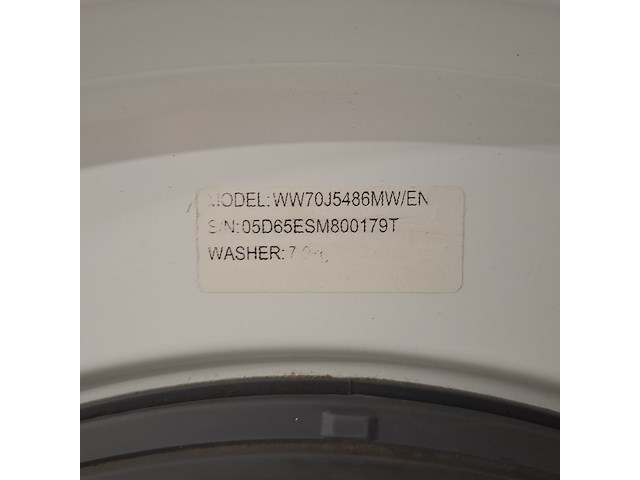 MODEL: WW70J5486MW/EN
S/N: 05D65ESM800179T
WASHER: